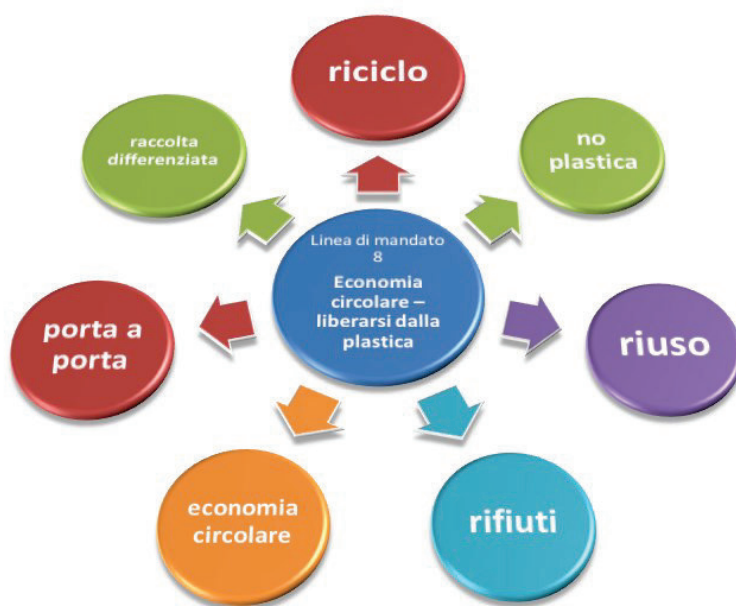 riciclo
no
plastica
riuso
rifiuti
economia
circolare
porta a
porta
raccolta
differenziata
Linea di mandato
8
Economia
circolare –
liberarsi dalla
plastica